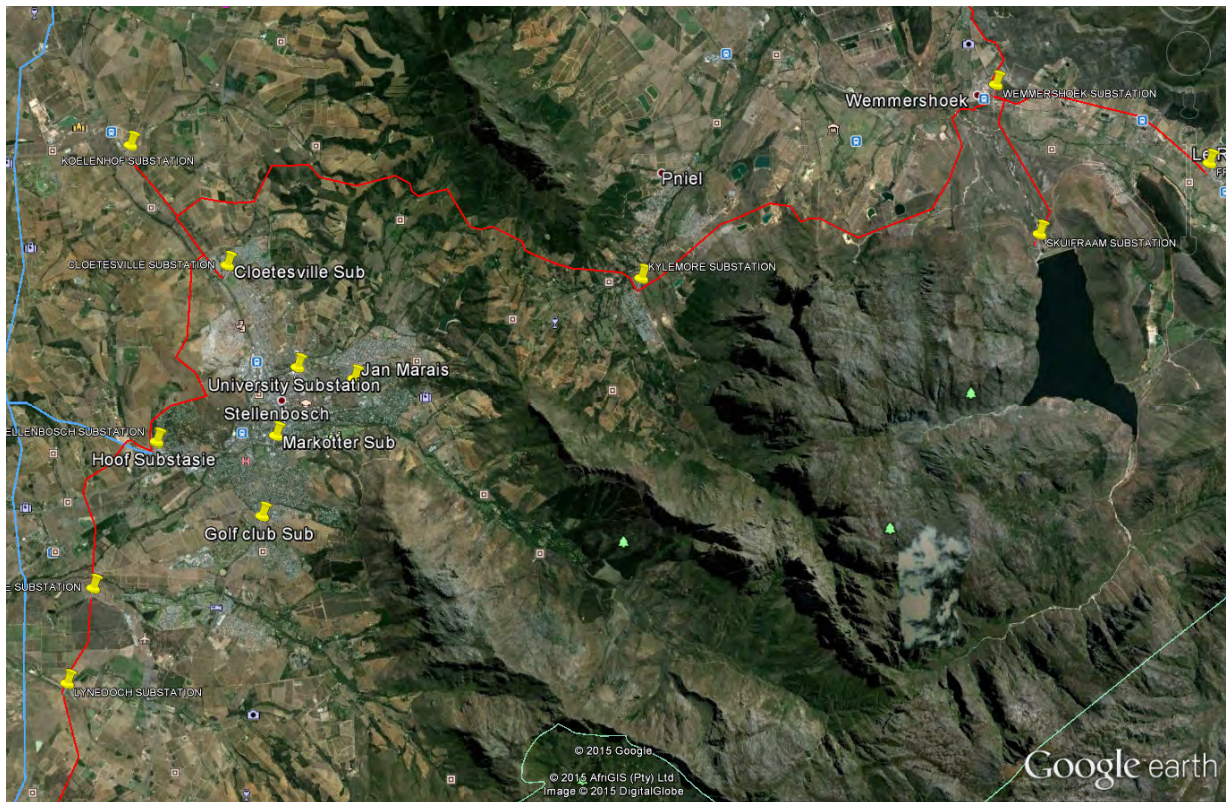 WEMMERSHOEK SUBSTATION
Wemmershoek
KOELENHOF SUBSTATION
Le R
FR
Pniel
SKUIFRAAM SUBSTATION
CLOETESVILLE SUBSTATION
Cloetesville Sub
KYLEMORE SUBSTATION
Jan Marais
University Substation
Stellenbosch
ELLENBOSCH SUBSTATION
Markotter Sub
Hoof Substasie
Golf club Sub
E SUBSTATION
LYNEDOCH SUBSTATION
© 2015 Google
© 2015 AfriGIS (Pty) Ltd.
Image © 2015 DigitalGlobe
Google earth